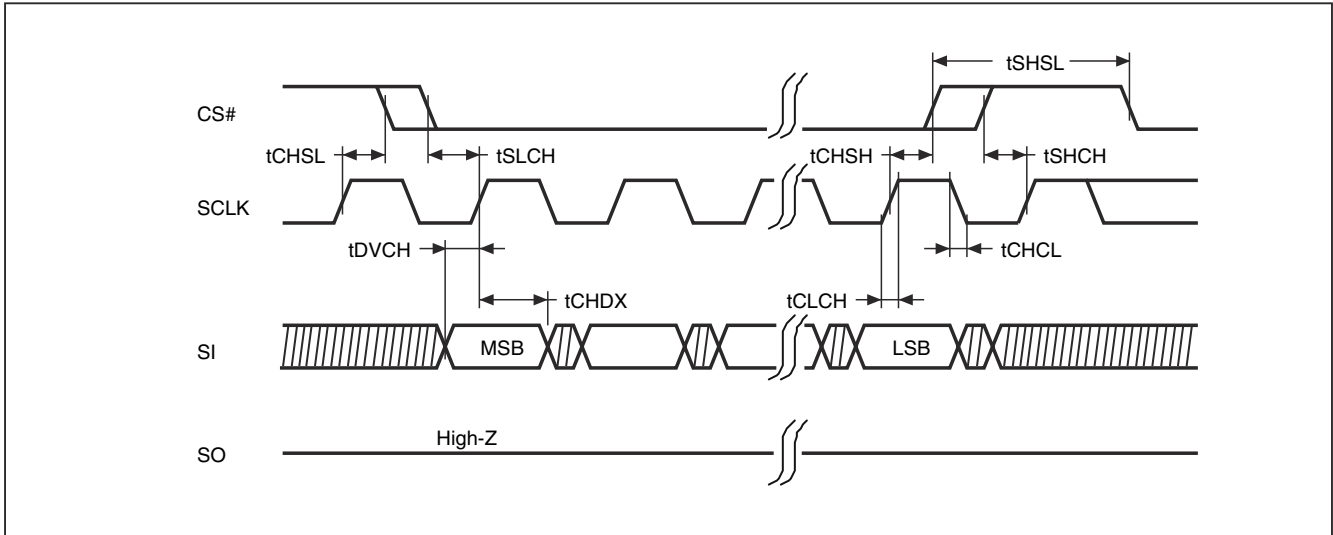 tSHSL
CS#
tCHSL
tSLCH
tCHSH
tSHCH
SCLK
tDVCH
tCHCL
tCHDX
tCLCH
SI
MSB
LSB
High-Z
SO